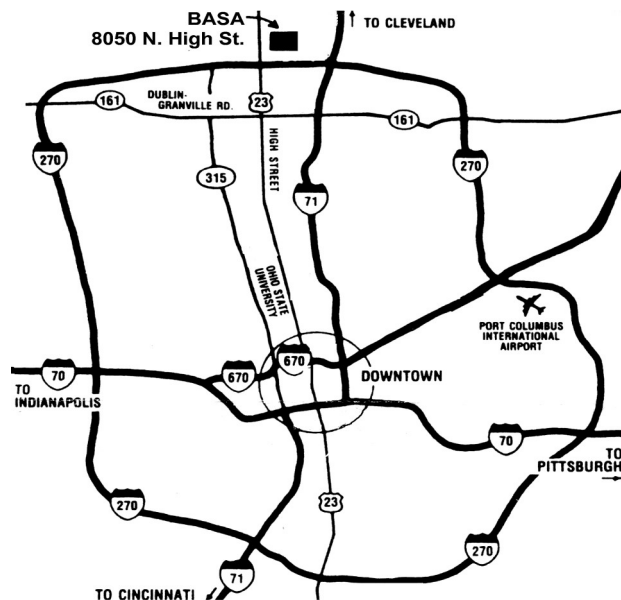 BASA
8050 N. High St.
TO CLEVELAND
DUBLIN-
GRANVILLE RD.
161
23
161
270
HIGH STREET
270
315
71
OHIO STATE
UNIVERSITY
PORT COLUMBUS
INTERNATIONAL
AIRPORT
670
70
670
DOWNTOWN
TO
INDIANAPOLIS
70
TO
PITTSBURGH
23
270
270
71
TO CINCINNATI